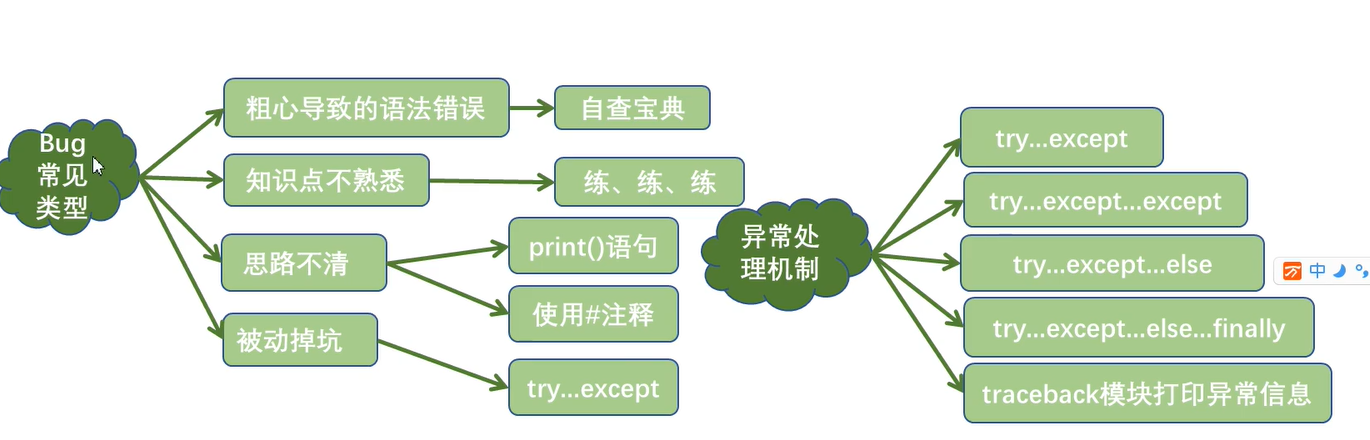 Bug
常见
类型
粗心导致的语法错误
自查宝典
知识点不熟悉
练、练、练
思路不清
print()语句
使用#注释
被动掉坑
try...except
异常处
理机制
try...except
try...except...except
try...except...else
try...except...else...finally
traceback模块打印异常信息
中